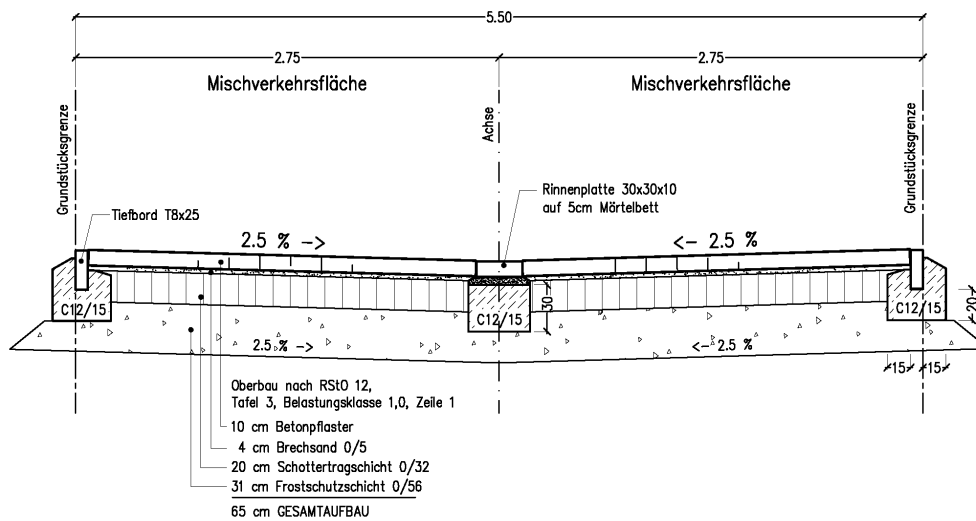 5.50
2.75
2.75
Mischverkehrsfläche
Mischverkehrsfläche
Grundstücksgrenze
Achse
Grundstücksgrenze
Tiefbord T8x25
Rinnenplatte 30x30x10
auf 5cm Mörtelbett
2.5 % ->
<- 2.5 %
C12/15
C12/15
C12/15
30
20
2.5 % ->
<- 2.5 %
15
15
Oberbau nach RStO 12,
Tafel 3, Belastungsklasse 1,0, Zeile 1
10 cm Betonpflaster
4 cm Brechsand 0/5
20 cm Schottertragschicht 0/32
31 cm Frostschutzschicht 0/56
65 cm GESAMTAUFBAU